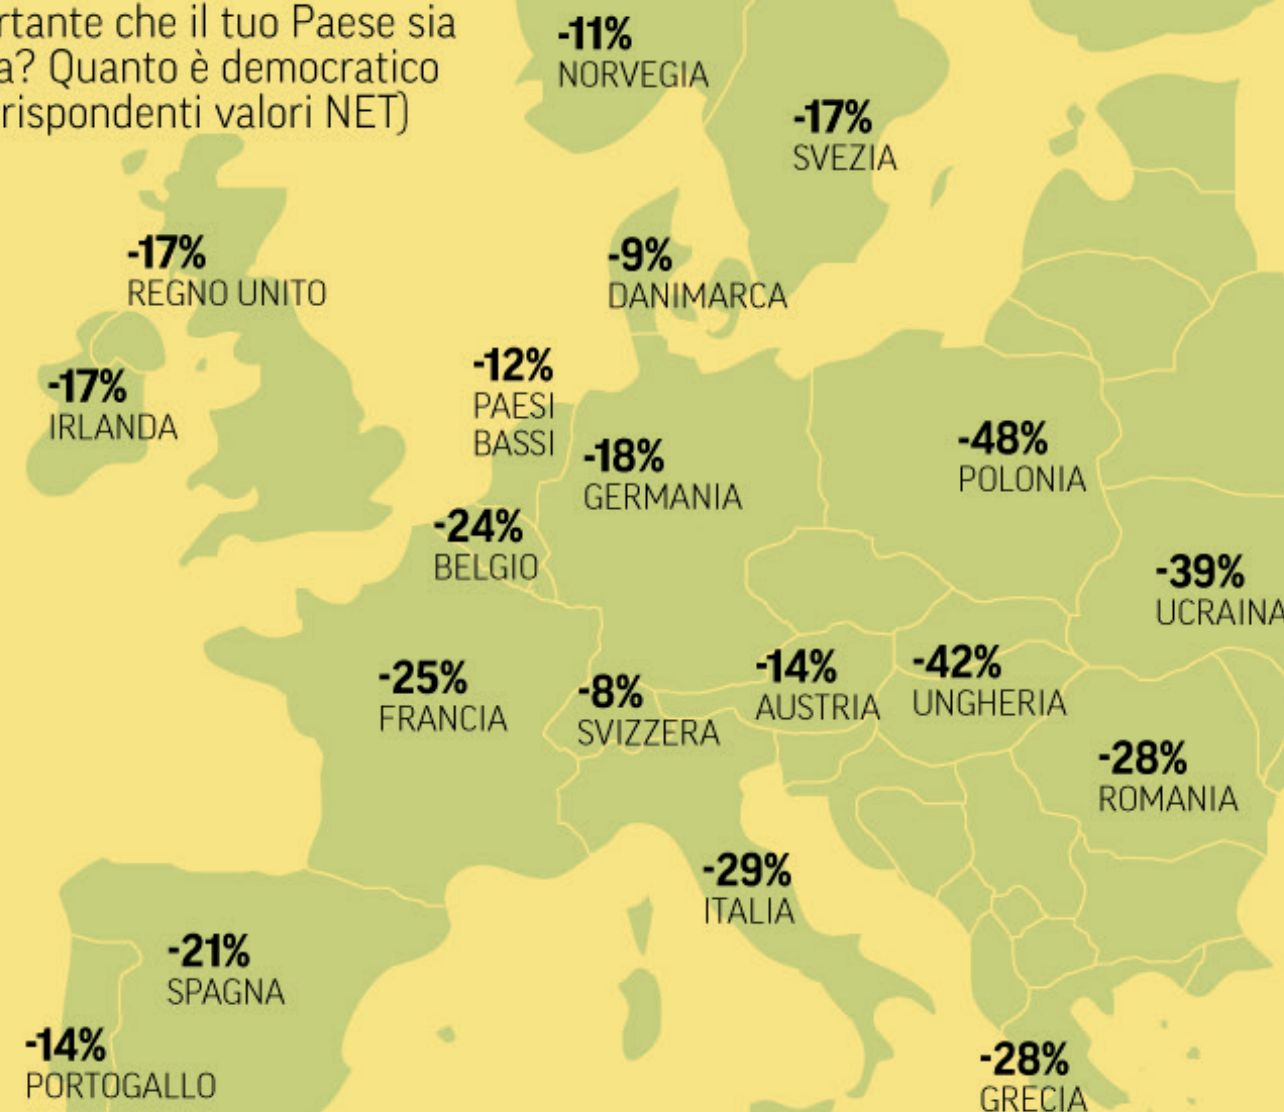 rtante che il tuo Paese sia
a? Quanto è democratico
rispondenti valori NET)
-11%
NORVEGIA
-17%
SVEZIA
-17%
REGNO UNITO
-9%
DANIMARCA
-17%
IRLANDA
-12%
PAESI
BASSI
-18%
GERMANIA
-48%
POLONIA
-24%
BELGIO
-39%
UCRAINA
-25%
FRANCIA
-8%
SVIZZERA
-14%
AUSTRIA
-42%
UNGHERIA
-28%
ROMANIA
-29%
ITALIA
-21%
SPAGNA
-14%
PORTOGALLO
-28%
GRECIA